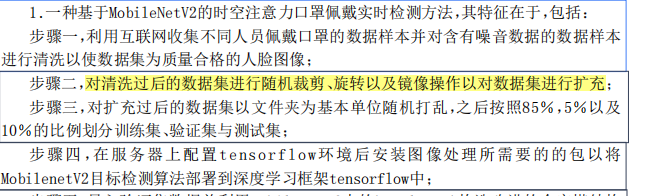 1.一种基于MobileNetV2的时空注意力口罩佩戴实时检测方法,其特征在于,包括:
步骤一,利用互联网收集不同人员佩戴口罩的数据样本并对含有噪音数据的数据样本
进行清洗以使数据集为质量合格的人脸图像;
步骤二,对清洗过后的数据集进行随机裁剪、旋转以及镜像操作以对数据集进行扩充;
步骤三,对扩充过后的数据集以文件夹为基本单位随机打乱,之后按照85%,5%以及
10%的比例划分训练集、验证集与测试集;
步骤四,在服务器上配置tensorflow环境后安装图像处理所需要的的包以将
MobilenetV2目标检测算法部署到深度学习框架tensorflow中;